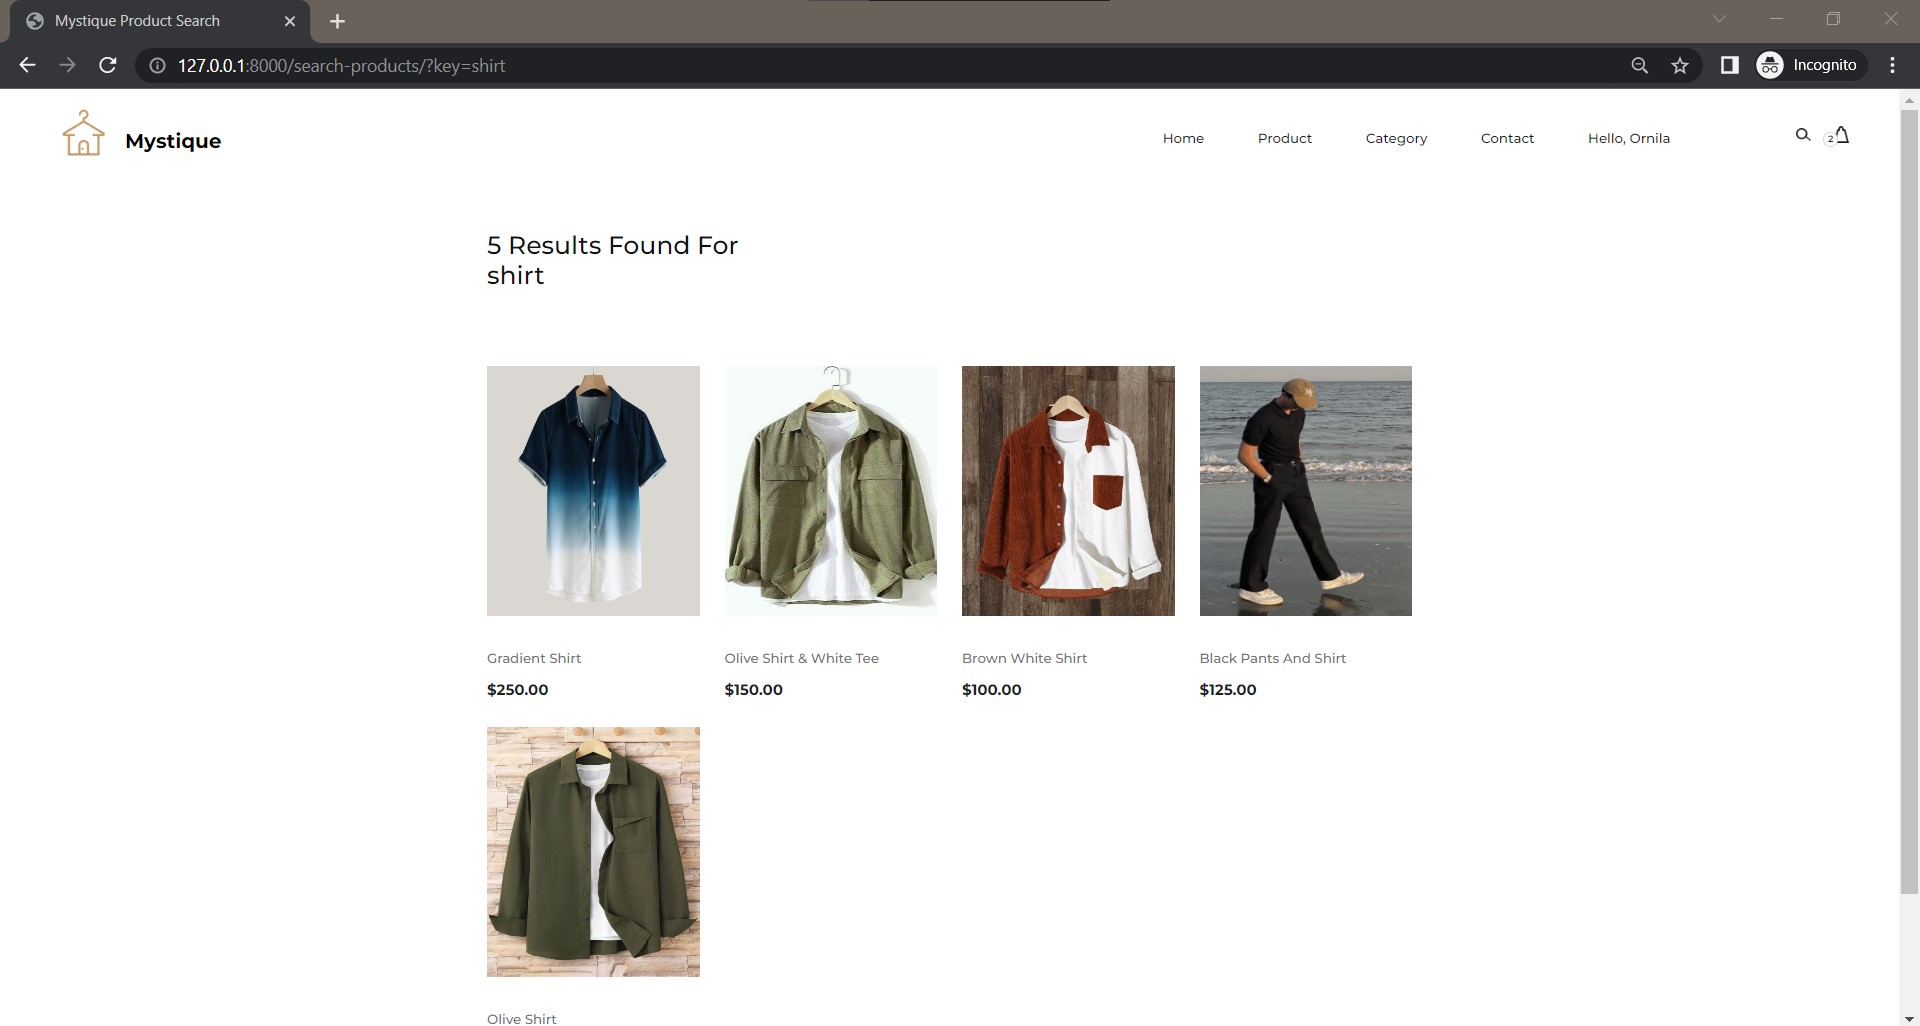 Mystique Product Search
127.0.0.1:8000/search-products/?key=shirt
Incognito
Mystique
Home
Product
Category
Contact
Hello, Ornila
2
5 Results Found For
shirt
Gradient Shirt
Olive Shirt & White Tee
Brown White Shirt
Black Pants And Shirt
$250.00
$150.00
$100.00
$125.00
Olive Shirt